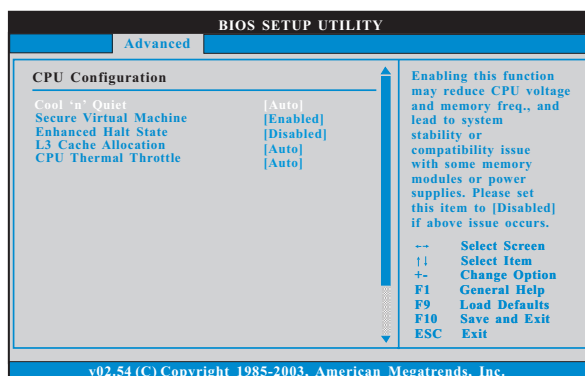 BIOS SETUP UTILITY
Advanced
CPU Configuration
Cool ‘n’ Quiet [Auto]
Secure Virtual Machine [Enabled]
Enhanced Halt State [Disabled]
L3 Cache Allocation [Auto]
CPU Thermal Throttle [Auto]
Enabling this function
may reduce CPU voltage
and memory freq., and
lead to system
stability or
compatibility issue
with some memory
modules or power
supplies. Please set
this item to [Disabled]
if above issue occurs.
←→ Select Screen
↑↓ Select Item
+- Change Option
F1 General Help
F9 Load Defaults
F10 Save and Exit
ESC Exit
v02.54 (C) Copyright 1985-2003, American Megatrends, Inc.